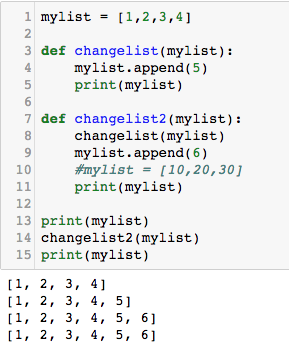 1 mylist = [1,2,3,4]
2
3 def changelist(mylist):
4     mylist.append(5)
5     print(mylist)
6
7 def changelist2(mylist):
8     changelist(mylist)
9     mylist.append(6)
10     #mylist = [10,20,30]
11     print(mylist)
12
13 print(mylist)
14 changelist2(mylist)
15 print(mylist)
[1, 2, 3, 4]
[1, 2, 3, 4, 5]
[1, 2, 3, 4, 5, 6]
[1, 2, 3, 4, 5, 6]